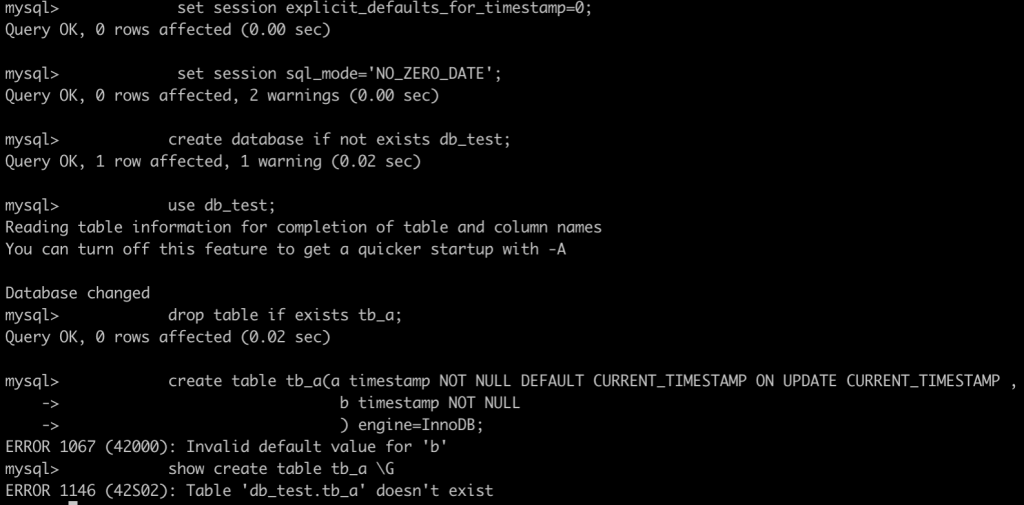 mysql>             set session explicit_defaults_for_timestamp=0;
Query OK, 0 rows affected (0.00 sec)
mysql>             set session sql_mode='NO_ZERO_DATE';
Query OK, 0 rows affected, 2 warnings (0.00 sec)
mysql>            create database if not exists db_test;
Query OK, 1 row affected, 1 warning (0.02 sec)
mysql>            use db_test;
Reading table information for completion of table and column names
You can turn off this feature to get a quicker startup with -A
Database changed
mysql>            drop table if exists tb_a;
Query OK, 0 rows affected (0.02 sec)
mysql>            create table tb_a(a timestamp NOT NULL DEFAULT CURRENT_TIMESTAMP ON UPDATE CURRENT_TIMESTAMP ,
    ->                               b timestamp NOT NULL
    ->                               ) engine=InnoDB;
ERROR 1067 (42000): Invalid default value for 'b'
mysql>            show create table tb_a \G
ERROR 1146 (42S02): Table 'db_test.tb_a' doesn't exist